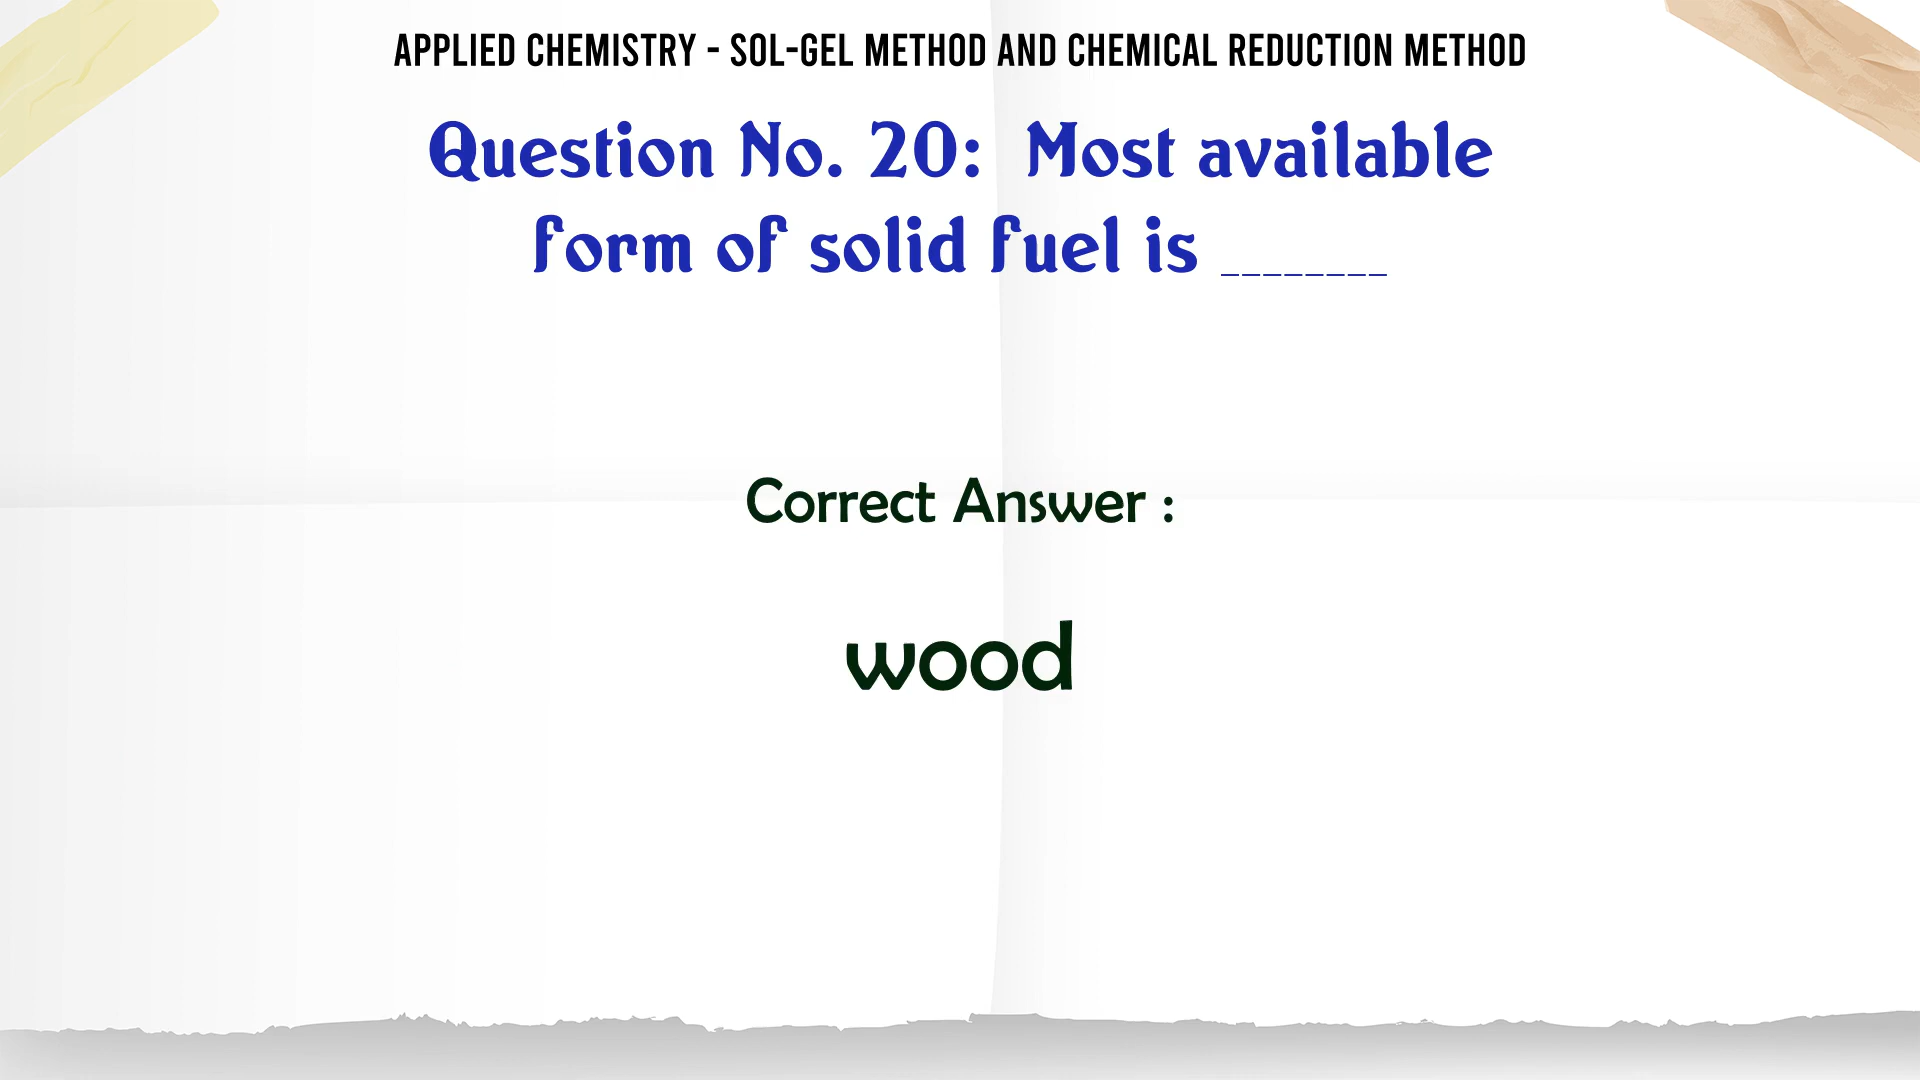 APPLIED CHEMISTRY - SOL-GEL METHOD AND CHEMICAL REDUCTION METHOD
Question No. 20: Most available
form of solid fuel is ________
Correct Answer :
wood